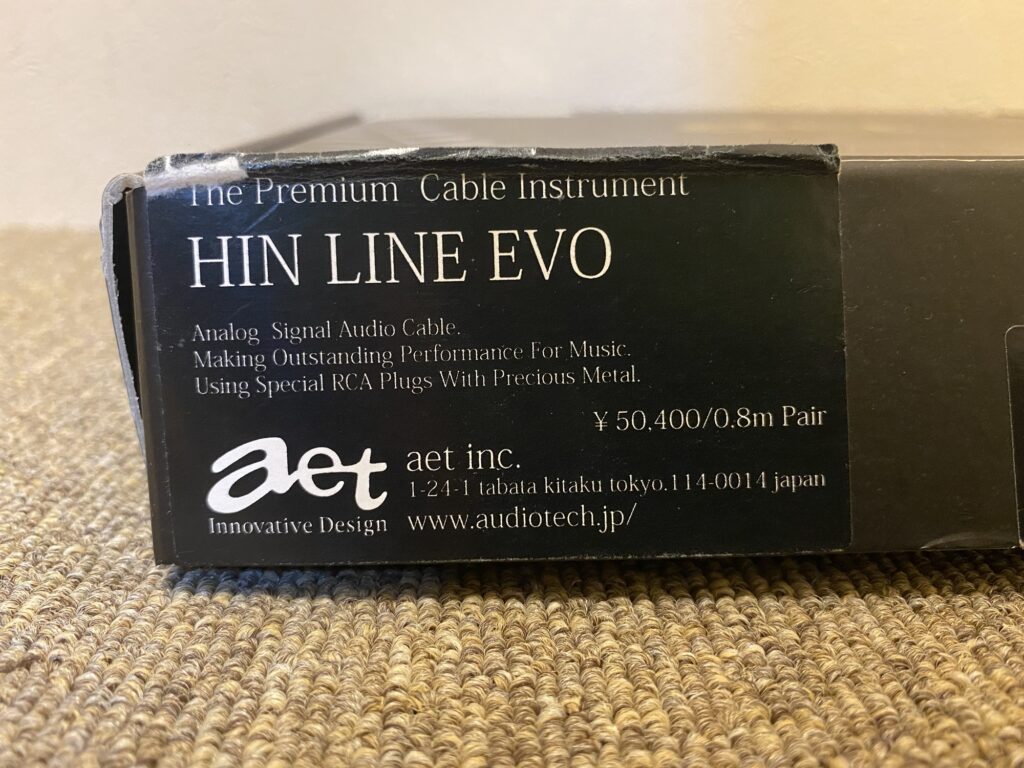 The Premium Cable Instrument
HIN LINE EVO
Analog Signal Audio Cable.
Making Outstanding Performance For Music.
Using Special RCA Plugs With Precious Metal.
¥ 50,400/0.8m Pair
aet
Innovative Design
aet inc.
1-24-1 tabata kitaku tokyo.114-0014 japan
www.audiotech.jp/